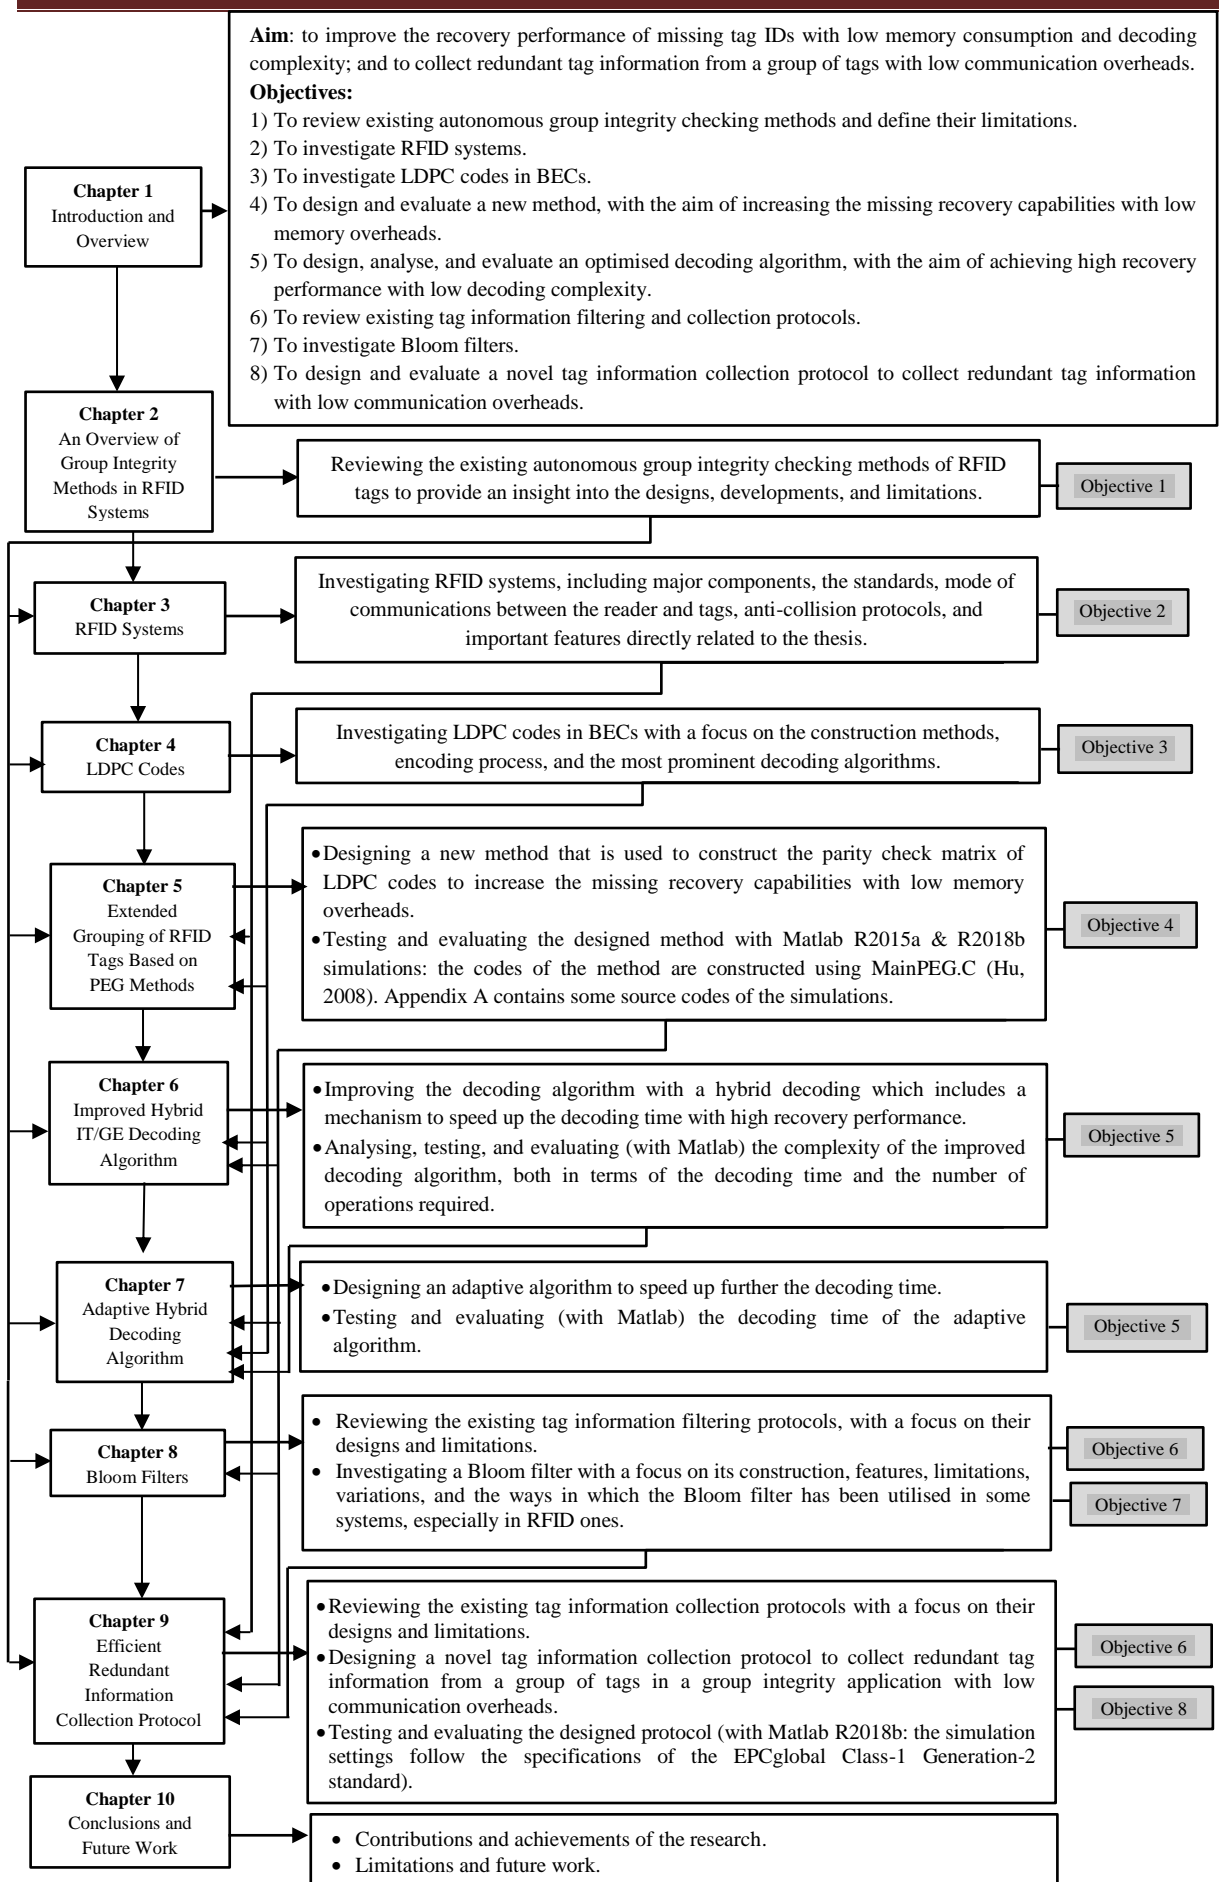 Aim: to improve the recovery performance of missing tag IDs with low memory consumption and decoding
complexity; and to collect redundant tag information from a group of tags with low communication overheads.
Objectives:
1) To review existing autonomous group integrity checking methods and define their limitations.
2) To investigate RFID systems.
3) To investigate LDPC codes in BECs.
4) To design and evaluate a new method, with the aim of increasing the missing recovery capabilities with low
memory overheads.
5) To design, analyse, and evaluate an optimised decoding algorithm, with the aim of achieving high recovery
performance with low decoding complexity.
6) To review existing tag information filtering and collection protocols.
7) To investigate Bloom filters.
8) To design and evaluate a novel tag information collection protocol to collect redundant tag information
with low communication overheads.
Chapter 1
Introduction and
Overview
Chapter 2
An Overview of
Group Integrity
Methods in RFID
Systems
Reviewing the existing autonomous group integrity checking methods of RFID
tags to provide an insight into the designs, developments, and limitations.
Objective 1
Chapter 3
RFID Systems
Investigating RFID systems, including major components, the standards, mode of
communications between the reader and tags, anti-collision protocols, and
important features directly related to the thesis.
Objective 2
Chapter 4
LDPC Codes
Investigating LDPC codes in BECs with a focus on the construction methods,
encoding process, and the most prominent decoding algorithms.
Objective 3
Chapter 5
Extended
Grouping of RFID
Tags Based on
PEG Methods
•Designing a new method that is used to construct the parity check matrix of
LDPC codes to increase the missing recovery capabilities with low memory
overheads.
•Testing and evaluating the designed method with Matlab R2015a & R2018b
simulations: the codes of the method are constructed using MainPEG.C (Hu,
2008). Appendix A contains some source codes of the simulations.
Objective 4
Chapter 6
Improved Hybrid
IT/GE Decoding
Algorithm
•Improving the decoding algorithm with a hybrid decoding which includes a
mechanism to speed up the decoding time with high recovery performance.
•Analysing, testing, and evaluating (with Matlab) the complexity of the improved
decoding algorithm, both in terms of the decoding time and the number of
operations required.
Objective 5
Chapter 7
Adaptive Hybrid
Decoding
Algorithm
•Designing an adaptive algorithm to speed up further the decoding time.
•Testing and evaluating (with Matlab) the decoding time of the adaptive
algorithm.
Objective 5
Chapter 8
Bloom Filters
• Reviewing the existing tag information filtering protocols, with a focus on their
designs and limitations.
• Investigating a Bloom filter with a focus on its construction, features, limitations,
variations, and the ways in which the Bloom filter has been utilised in some
systems, especially in RFID ones.
Objective 6
Objective 7
Chapter 9
Efficient
Redundant
Information
Collection Protocol
•Reviewing the existing tag information collection protocols with a focus on their
designs and limitations.
•Designing a novel tag information collection protocol to collect redundant tag
information from a group of tags in a group integrity application with low
communication overheads.
•Testing and evaluating the designed protocol (with Matlab R2018b: the simulation
settings follow the specifications of the EPCglobal Class-1 Generation-2
standard).
Objective 6
Objective 8
Chapter 10
Conclusions and
Future Work
• Contributions and achievements of the research.
• Limitations and future work.